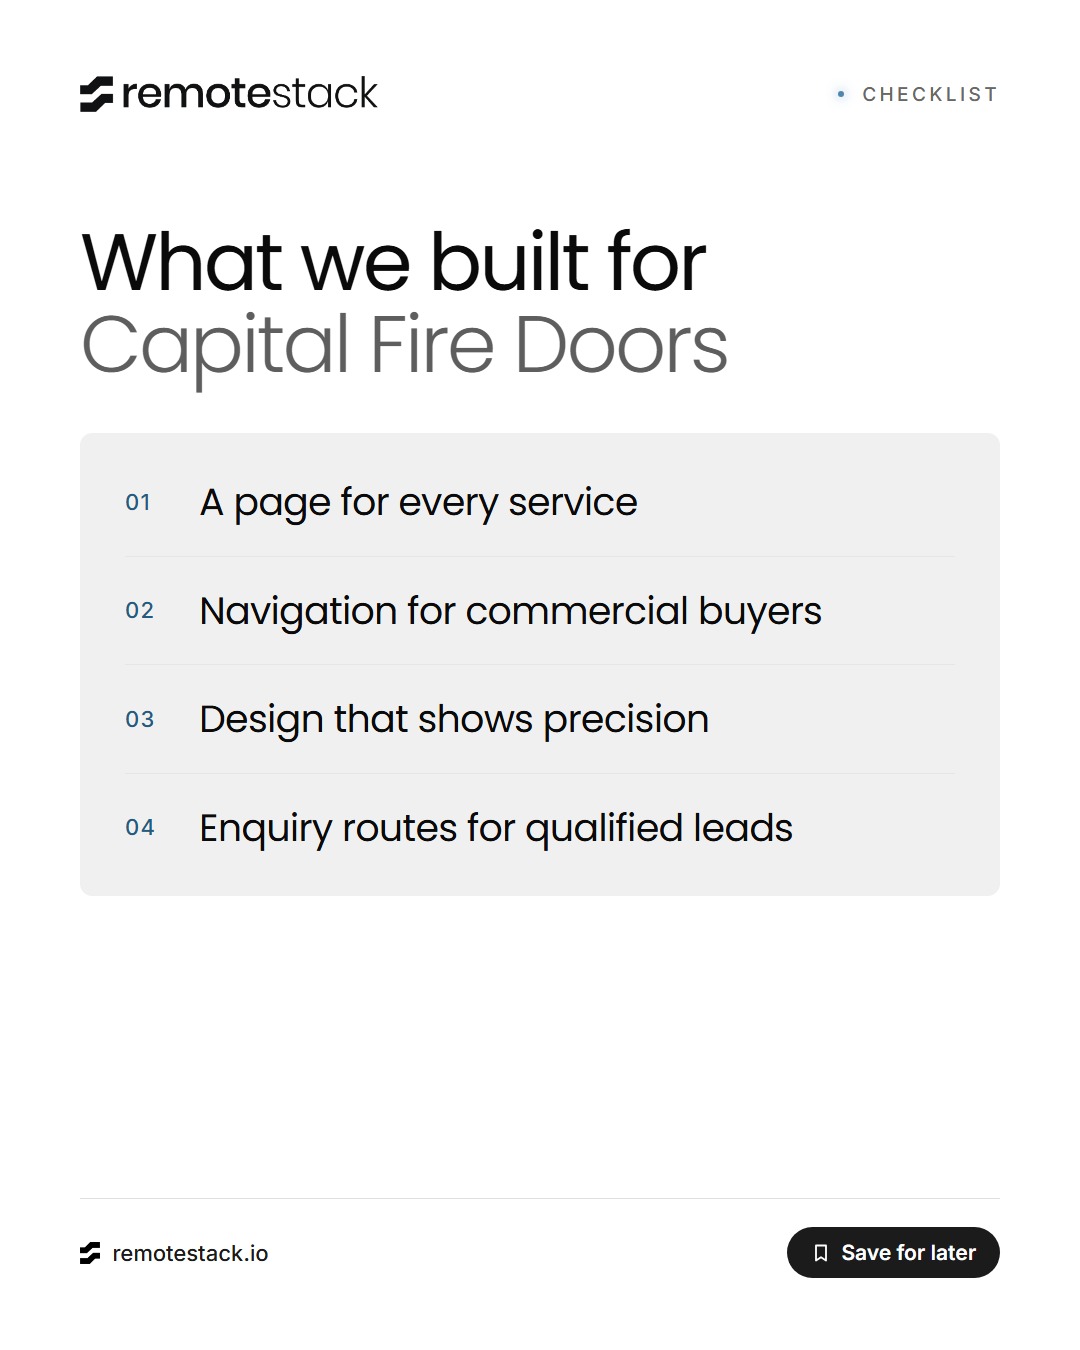 remotestack
CHECKLIST
What we built for
Capital Fire Doors
01 A page for every service
02 Navigation for commercial buyers
03 Design that shows precision
04 Enquiry routes for qualified leads
remotestack.io
Save for later